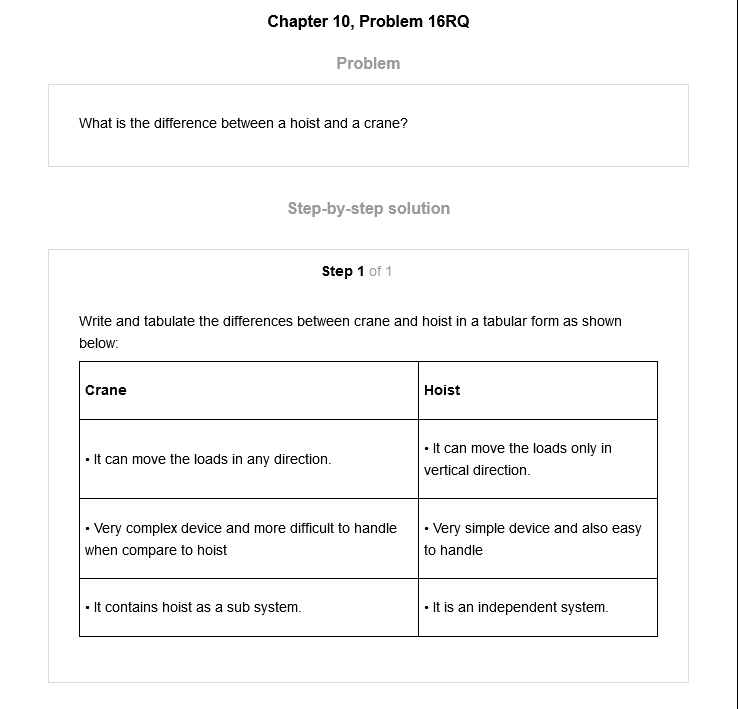 Chapter 10, Problem 16RQ
Problem
What is the difference between a hoist and a crane?
Step-by-step solution
Step 1 of 1
Write and tabulate the differences between crane and hoist in a tabular form as shown
below:
Crane
Hoist
• It can move the loads in any direction.
• It can move the loads only in
vertical direction.
• Very complex device and more difficult to handle
when compare to hoist
• Very simple device and also easy
to handle
• It contains hoist as a sub system.
• It is an independent system.